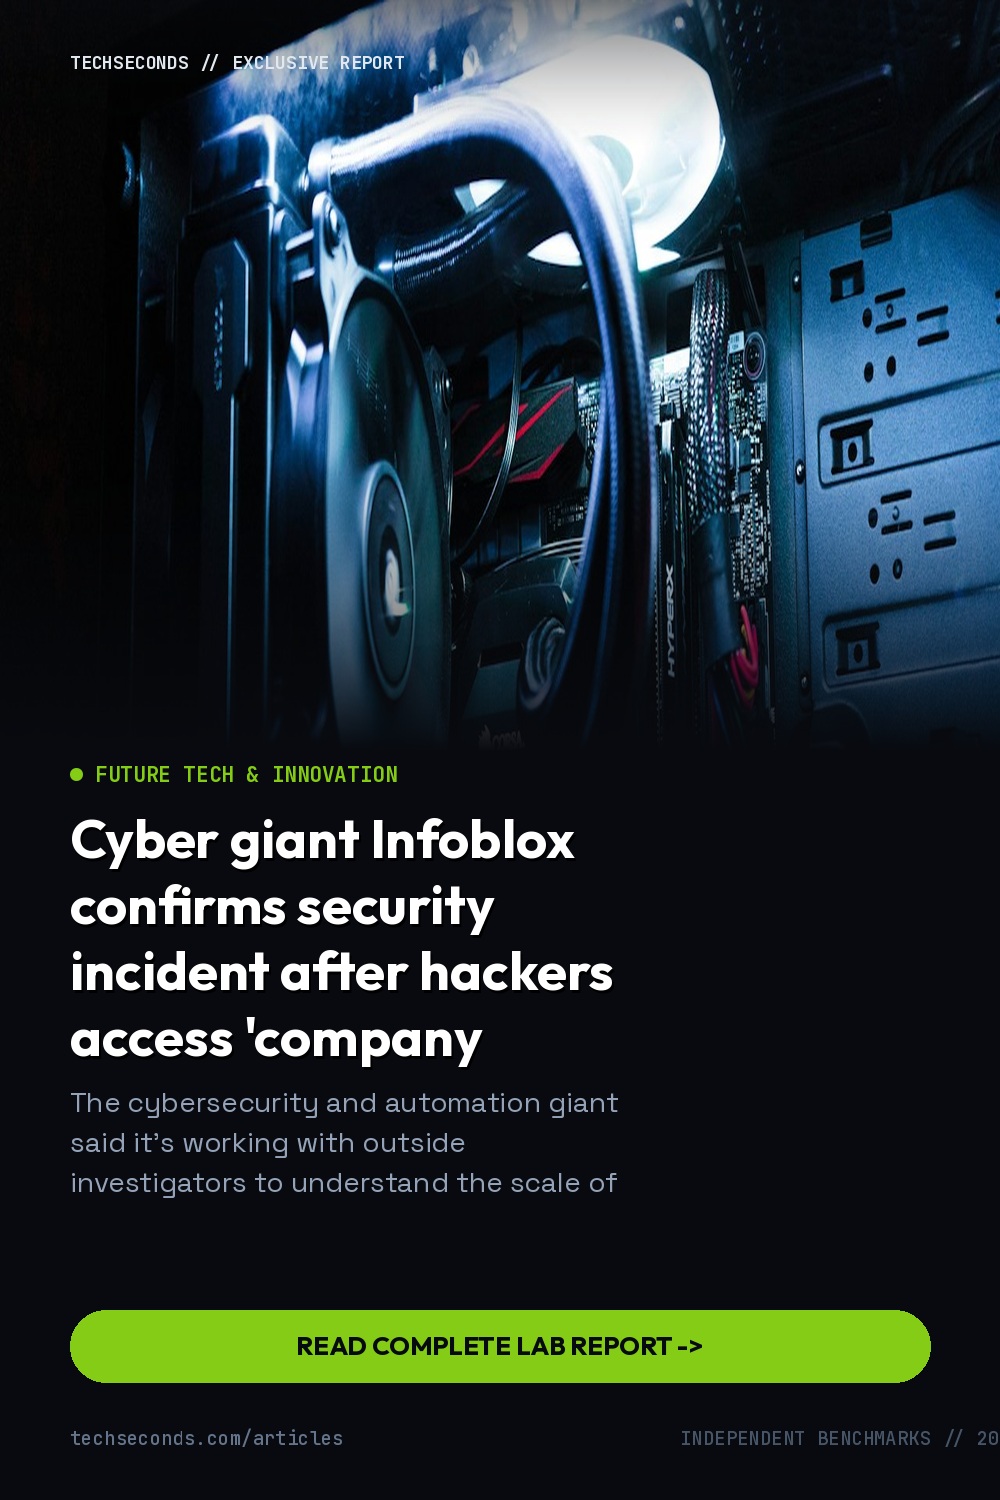 TECHSECONDS // EXCLUSIVE REPORT
HYPERX
FUTURE TECH & INNOVATION
Cyber giant Infoblox
confirms security
incident after hackers
access 'company
The cybersecurity and automation giant
said it’s working with outside
investigators to understand the scale of
READ COMPLETE LAB REPORT ->
techseconds.com/articles
INDEPENDENT BENCHMARKS // 20